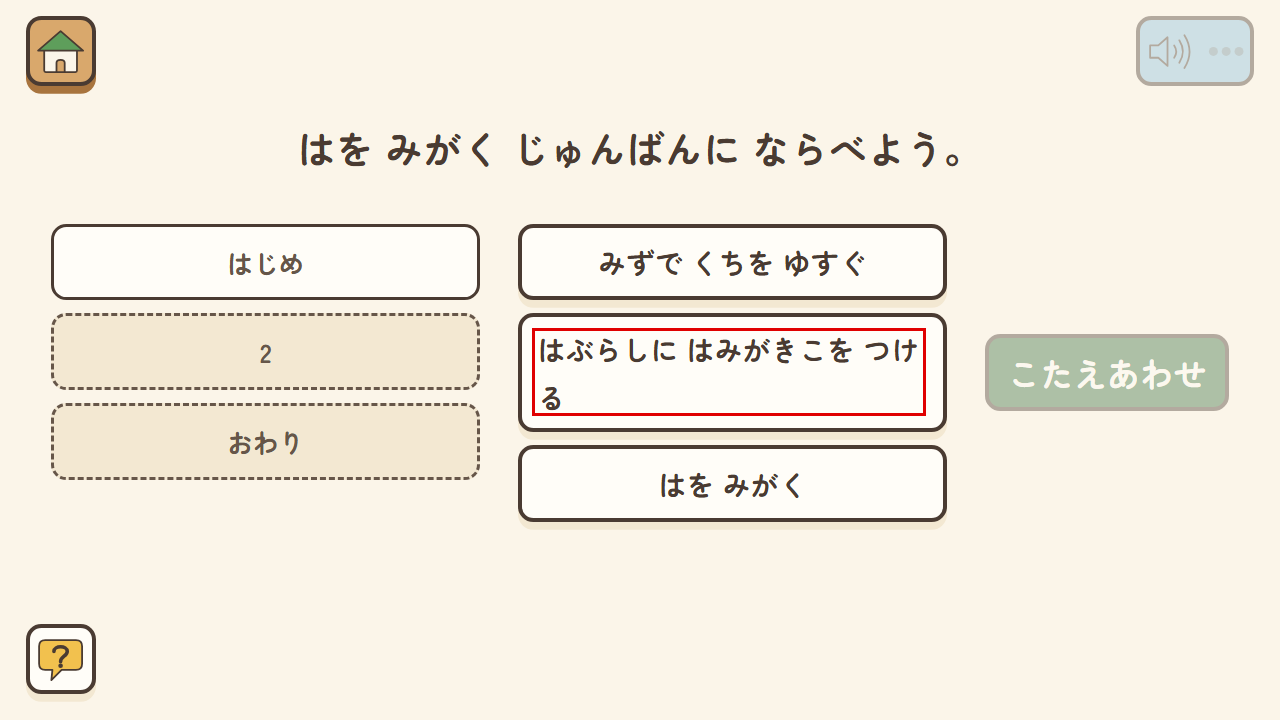 はを みがく じゅんばんに ならべよう。
はじめ
2
おわり
みずで くちを ゆすぐ
はぶらしに はみがきこを つけ
る
はを みがく
こたえあわせ
?